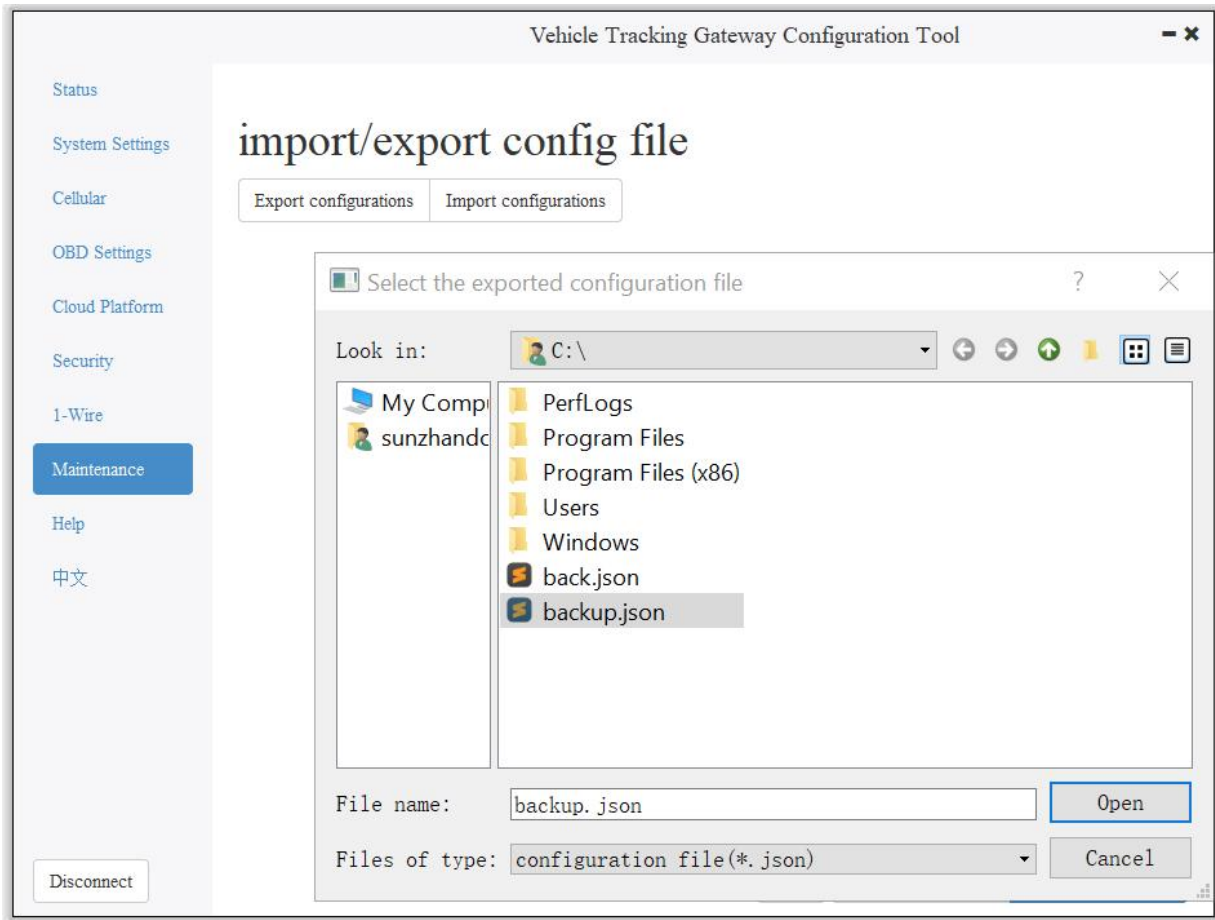 Vehicle Tracking Gateway Configuration Tool
Status
System Settings
Cellular
OBD Settings
Cloud Platform
Security
1-Wire
Maintenance
Help
中文
Disconnect
import/export config file
Export configurations Import configurations
Select the exported configuration file
Look in: C:\
My Compu
sunzhandc
PerfLogs
Program Files
Program Files (x86)
Users
Windows
back.json
backup.json
File name: backup.json Open
Files of type: configuration file(*.json) Cancel